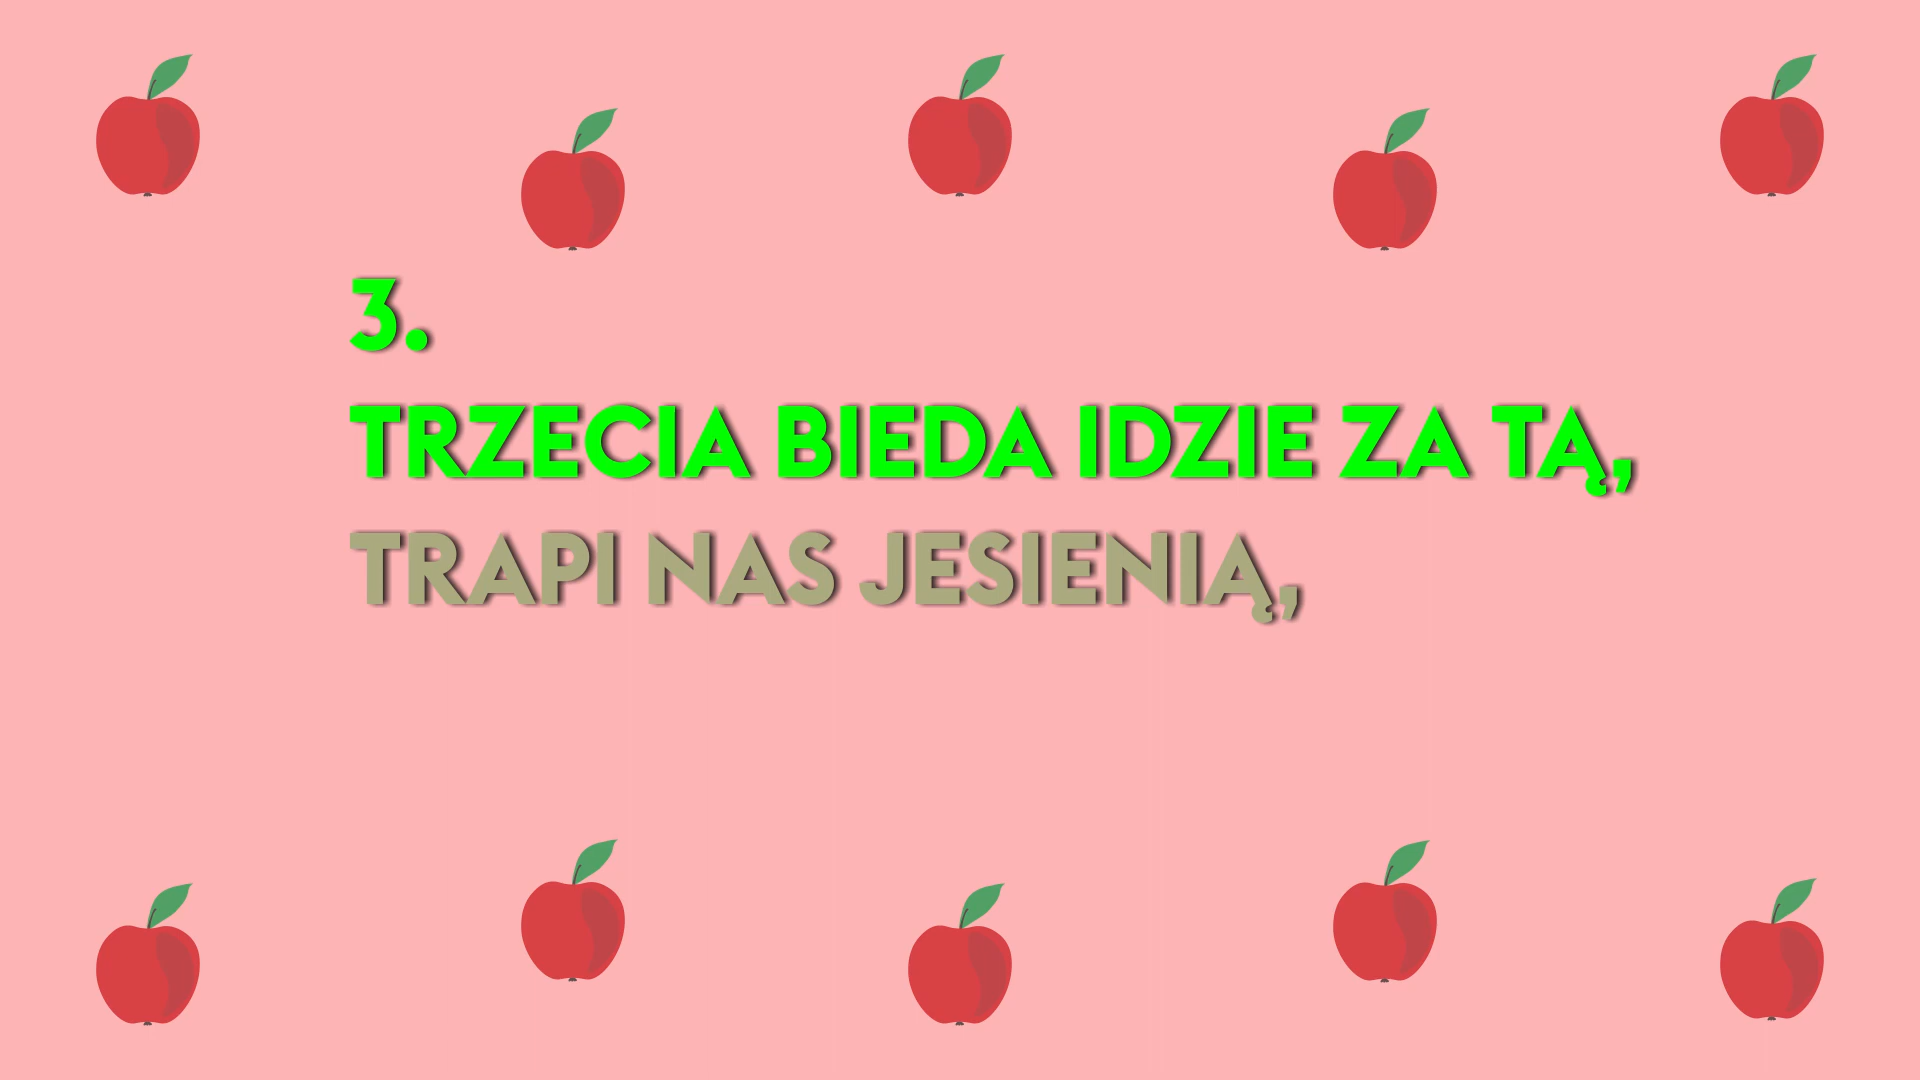 3.
TRZECIA BIEDA IDZIE ZA TĄ,
TRAPI NAS JESIENIĄ,